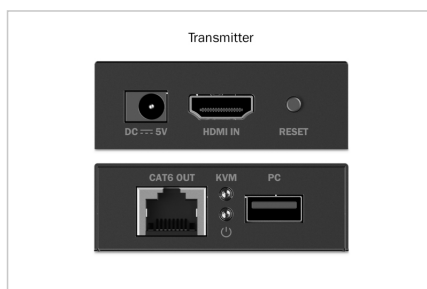 Transmitter
DC ⎓ 5V HDMI IN RESET
CAT6 OUT KVM PC